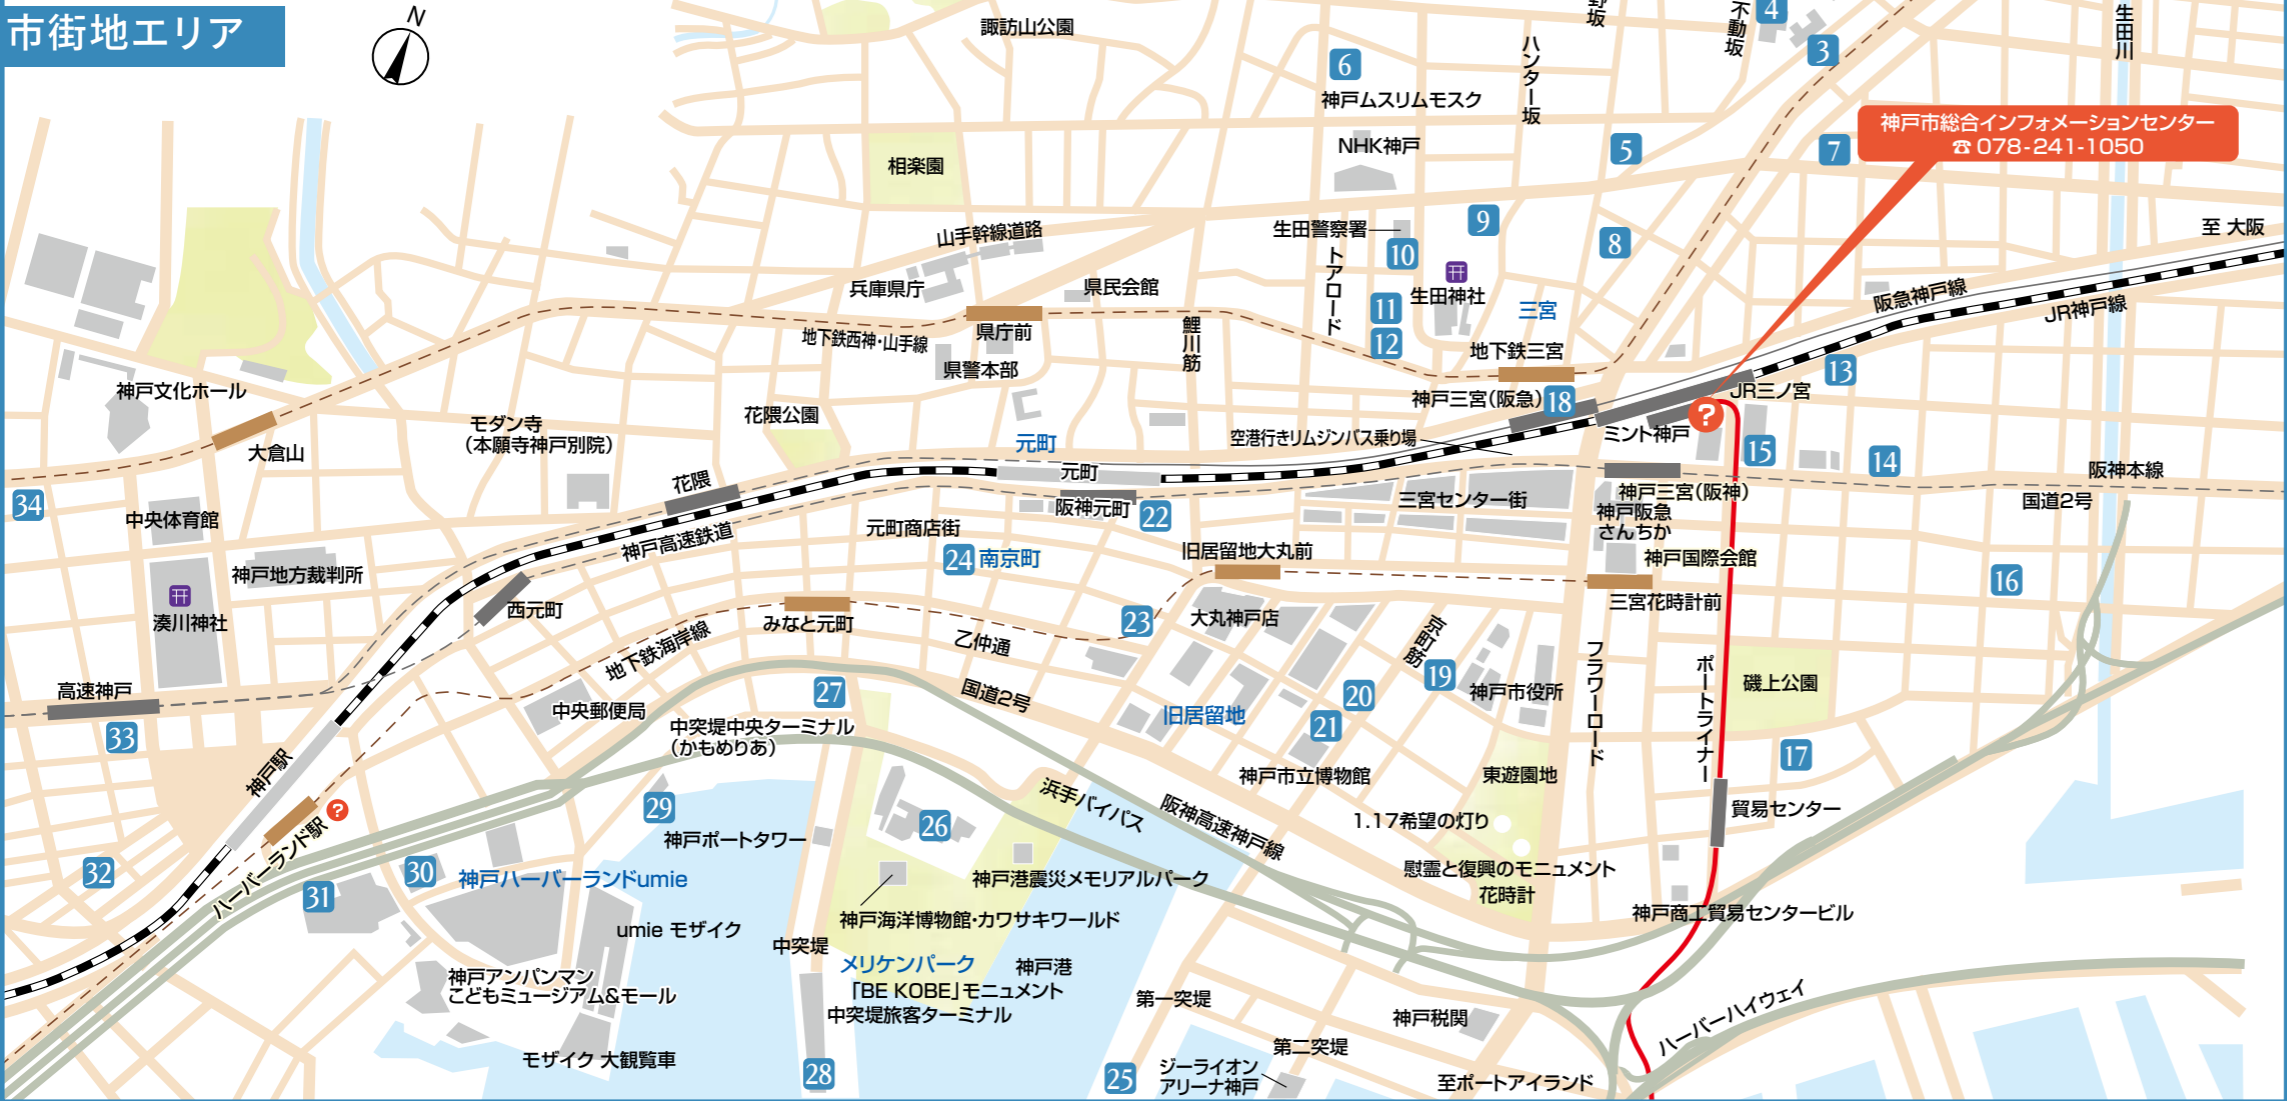 市街地エリア
N
諏訪山公園
野坂
不動坂
4
3
生田川
ハンター坂
6
神戸ムスリムモスク
NHK神戸
5
7
神戸市総合インフォメーションセンター
☎078-241-1050
相楽園
山手幹線道路
生田警察署
9
8
10
至 大阪
トアロード
兵庫県庁
県民会館
生田神社
11
12
三宮
阪急神戸線
JR神戸線
地下鉄西神・山手線
県庁前
県警本部
鯉川筋
地下鉄三宮
13
神戸文化ホール
大倉山
モダン寺
(本願寺神戸別院)
花隈公園
元町
神戸三宮(阪急)
18
JR三ノ宮
?
ミント神戸
空港行きリムジンバス乗り場
15
14
阪神本線
国道2号
34
中央体育館
花隈
元町
阪神元町
22
三宮センター街
神戸三宮(阪神)
神戸阪急
さんちか
神戸国際会館
神戸高速鉄道
元町商店街
24
南京町
旧居留地大丸前
16
神戸地方裁判所
湊川神社
西元町
みなと元町
23
大丸神戸店
三宮花時計前
地下鉄海岸線
乙仲通
京町筋
19
神戸市役所
フラワーロード
ポートライナー
磯上公園
高速神戸
33
中央郵便局
27
国道2号
旧居留地
20
21
17
中突堤中央ターミナル
(かもめりあ)
神戸駅
ハーバーランド駅
?
神戸市立博物館
東遊園地
浜手バイパス
阪神高速神戸線
29
神戸ポートタワー
26
1.17希望の灯り
貿易センター
32
31
30
神戸ハーバーランドumie
神戸港震災メモリアルパーク
慰霊と復興のモニュメント
花時計
神戸海洋博物館・カワサキワールド
神戸商工貿易センタービル
umie モザイク
中突堤
メリケンパーク
神戸港
「BE KOBE」モニュメント
中突堤旅客ターミナル
神戸アンパンマン
こどもミュージアム&モール
第一突堤
神戸税関
ハーバーハイウェイ
モザイク 大観覧車
28
25
第二突堤
ジーライオン
アリーナ神戸
至ポートアイランド